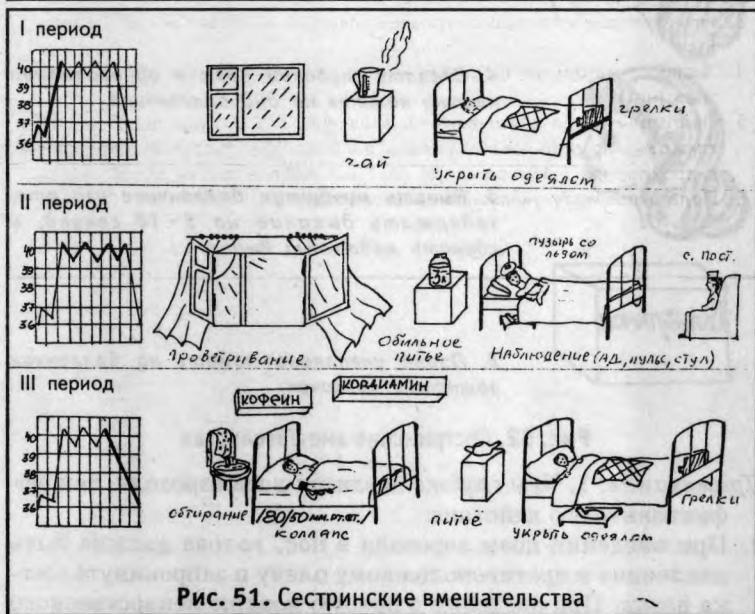 I период
40
39
38
37
36
чай
Укрыть одеялом
грелки
II период
40
39
38
37
36
Проветривание
Обильное
питье
пузырь со
льдом
с. пост.
Наблюдение (АД, пульс, стул)
III период
40
39
38
37
36
кофеин
кордиамин
обтирание
/80/50 мм.рт.ст./
коллапс
питье
Укрыть одеялом
грелки
Рис. 51. Сестринские вмешательства